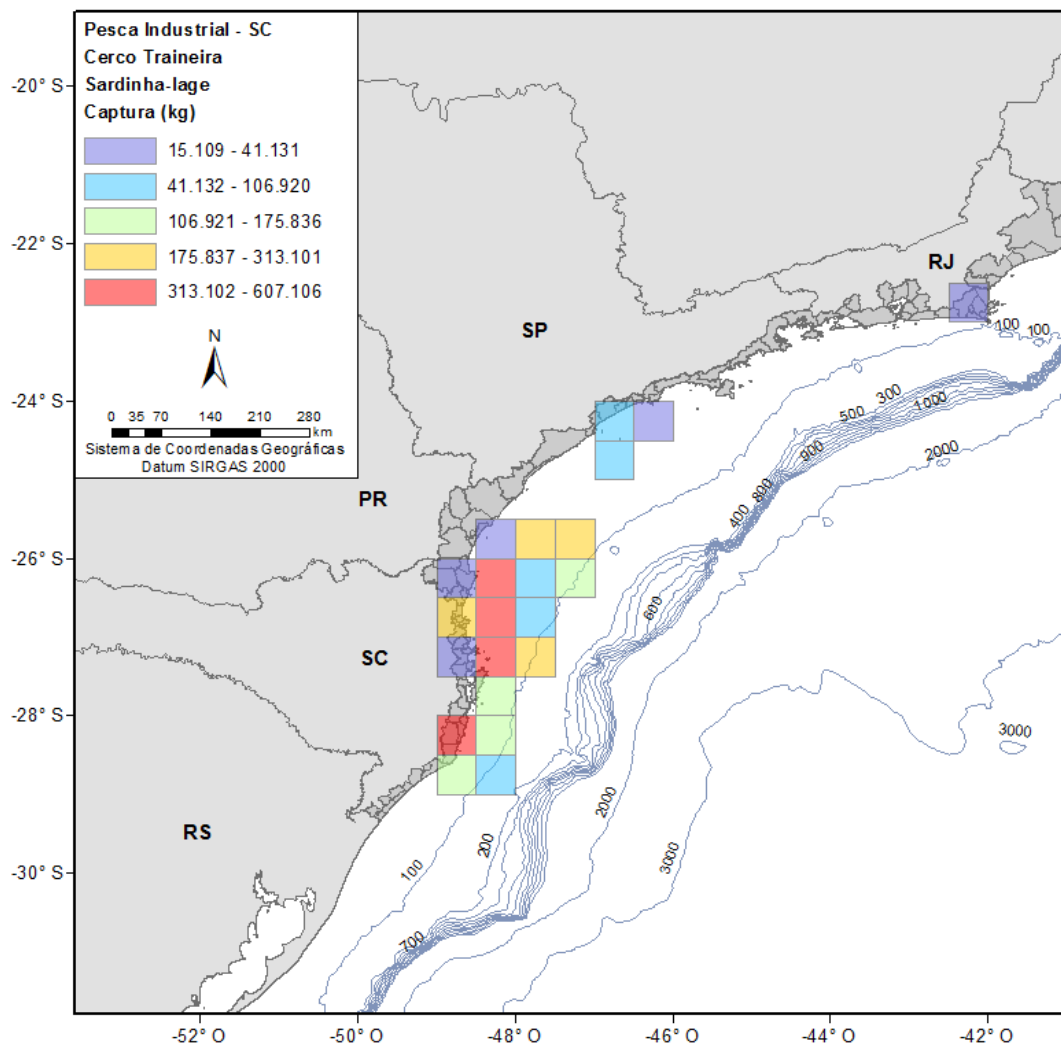 Pesca Industrial - SC
Cerco Traineira
Sardinha-lage
Captura (kg)
15.109 - 41.131
41.132 - 106.920
106.921 - 175.836
175.837 - 313.101
313.102 - 607.106
N
0 35 70 140 210 280
km
Sistema de Coordenadas Geográficas
Datum SIRGAS 2000
-20° S
-22° S
-24° S
-26° S
-28° S
-30° S
RJ
SP
PR
SC
RS
100
100
300
500
1000
900
2000
800
400
600
3000
2000
3000
200
100
700
-52° O
-50° O
-48° O
-46° O
-44° O
-42° O